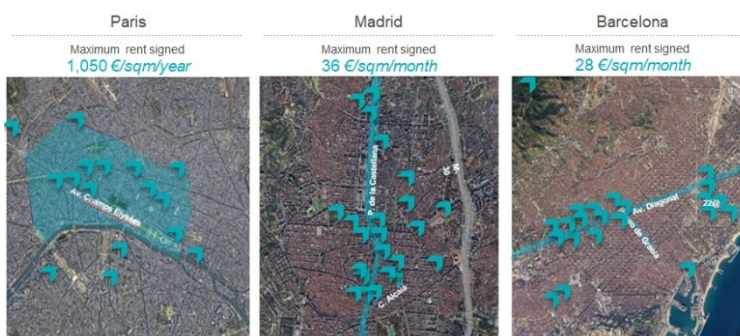 Paris
Maximum rent signed
1,050 €/sqm/year
Av. Champs Elysées
Madrid
Maximum rent signed
36 €/sqm/month
P. de la Castellana
M-30
C. Alcalá
Barcelona
Maximum rent signed
28 €/sqm/month
Av. Diagonal
22@
de Gracia